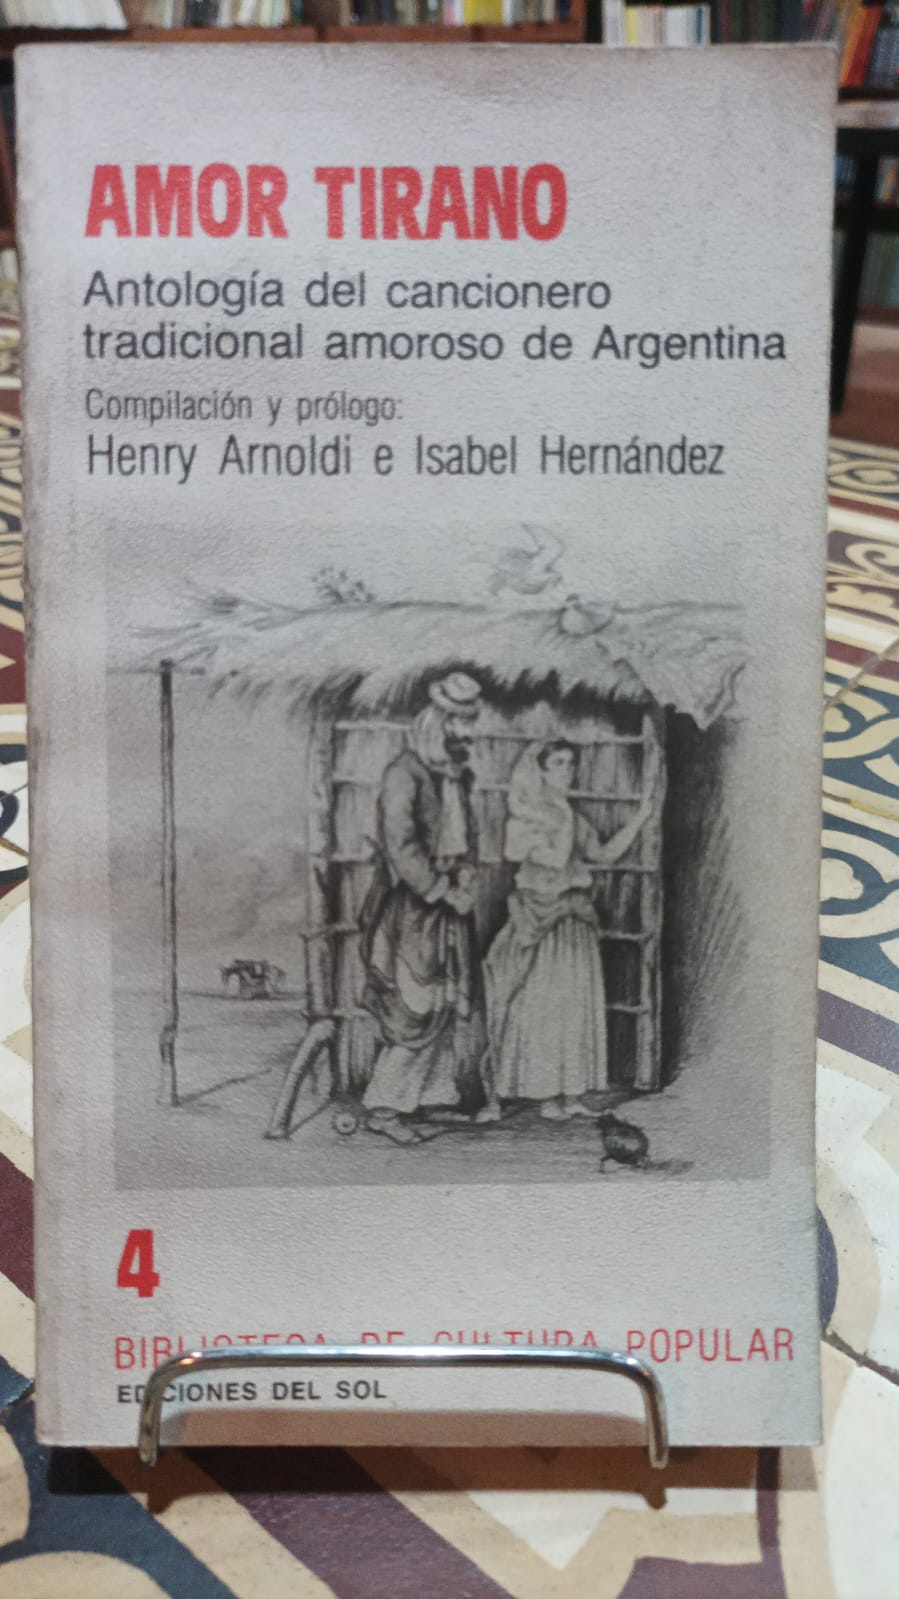 AMOR TIRANO
Antología del cancionero
tradicional amoroso de Argentina
Compilación y prólogo:
Henry Arnoldi e Isabel Hernández
4
BIBLIOTECA DE CULTURA POPULAR
EDICIONES DEL SOL